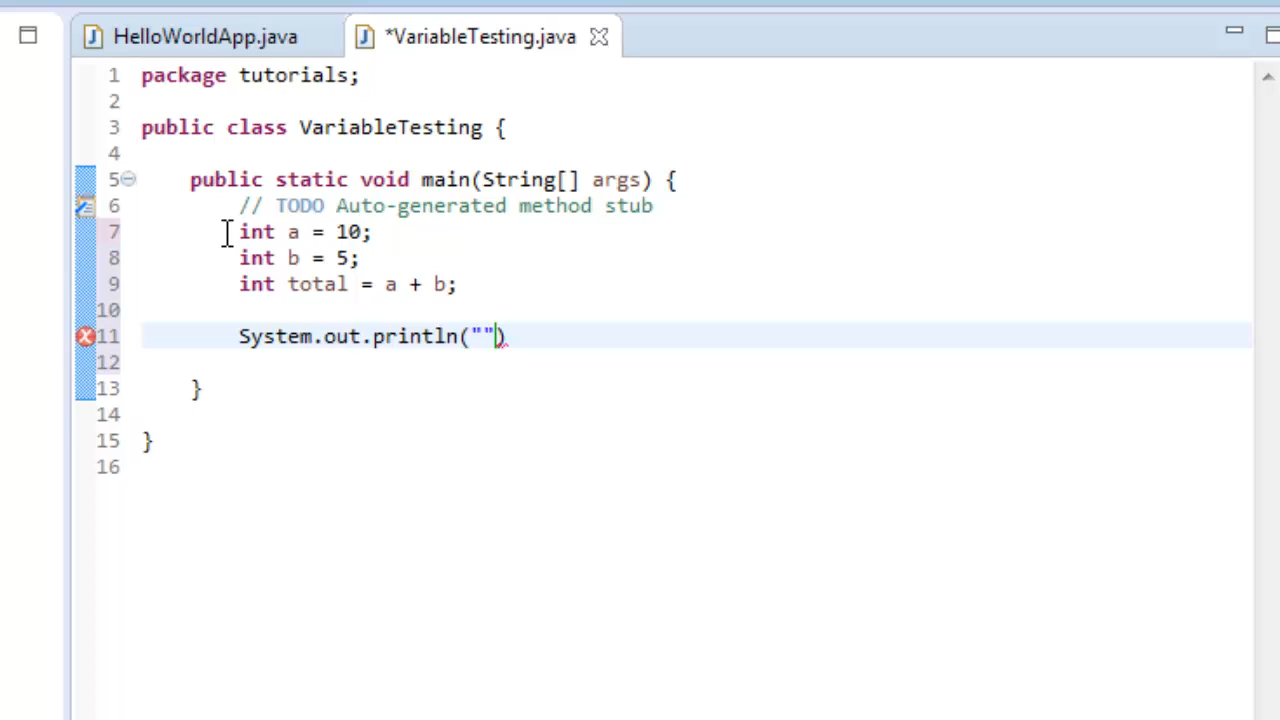 HelloWorldApp.java *VariableTesting.java
1 package tutorials;
2
3 public class VariableTesting {
4
5 public static void main(String[] args) {
6 // TODO Auto-generated method stub
7 int a = 10;
8 int b = 5;
9 int total = a + b;
10
11 System.out.println("")
12
13 }
14
15 }
16